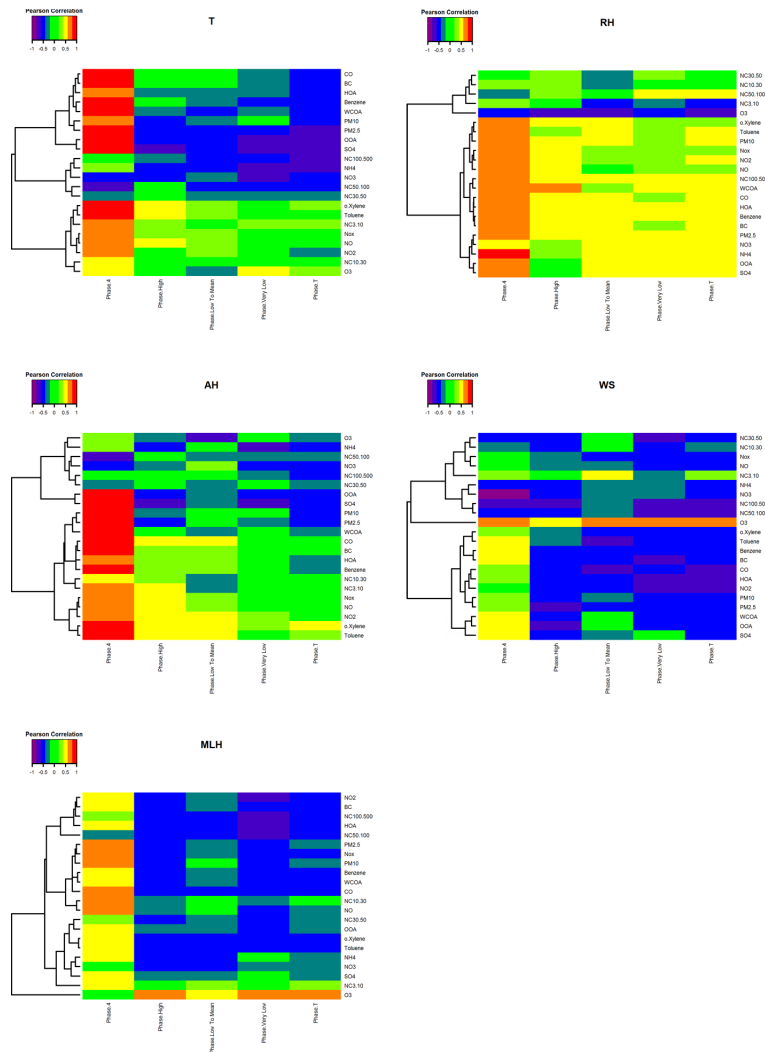 Pearson Correlation
-1 -0.5 0 0.5 1
T
CO
BC
HOA
Benzene
WCOA
PM10
PM2.5
OOA
SO4
NC100.500
NH4
NO3
NC50.100
NC30.50
o.Xylene
Toluene
NC3.10
Nox
NO
NO2
NC10.30
O3
Phase.4
Phase.High
Phase.Low To Mean
Phase.Very Low
Phase.T
Pearson Correlation
-1 -0.5 0 0.5 1
RH
NC30.50
NC10.30
NC50.100
NC3.10
O3
o.Xylene
Toluene
PM10
Nox
NO2
NO
NC100.50
WCOA
CO
HOA
Benzene
BC
PM2.5
NO3
NH4
OOA
SO4
Phase.4
Phase.High
Phase.Low To Mean
Phase.Very Low
Phase.T
Pearson Correlation
-1 -0.5 0 0.5 1
AH
O3
NH4
NC50.100
NO3
NC100.500
NC30.50
OOA
SO4
PM10
PM2.5
WCOA
CO
BC
HOA
Benzene
NC10.30
NC3.10
Nox
NO
NO2
o.Xylene
Toluene
Phase.4
Phase.High
Phase.Low To Mean
Phase.Very Low
Phase.T
Pearson Correlation
-1 -0.5 0 0.5 1
WS
NC30.50
NC10.30
Nox
NO
NC3.10
NH4
NO3
NC100.50
NC50.100
O3
o.Xylene
Toluene
Benzene
BC
CO
HOA
NO2
PM10
PM2.5
WCOA
OOA
SO4
Phase.4
Phase.High
Phase.Low To Mean
Phase.Very Low
Phase.T
Pearson Correlation
-1 -0.5 0 0.5 1
MLH
NO2
BC
NC100.500
HOA
NC50.100
PM2.5
Nox
PM10
Benzene
WCOA
CO
NC10.30
NO
NC30.50
OOA
o.Xylene
Toluene
NH4
NO3
SO4
NC3.10
O3
Phase.4
Phase.High
Phase.Low To Mean
Phase.Very Low
Phase.T